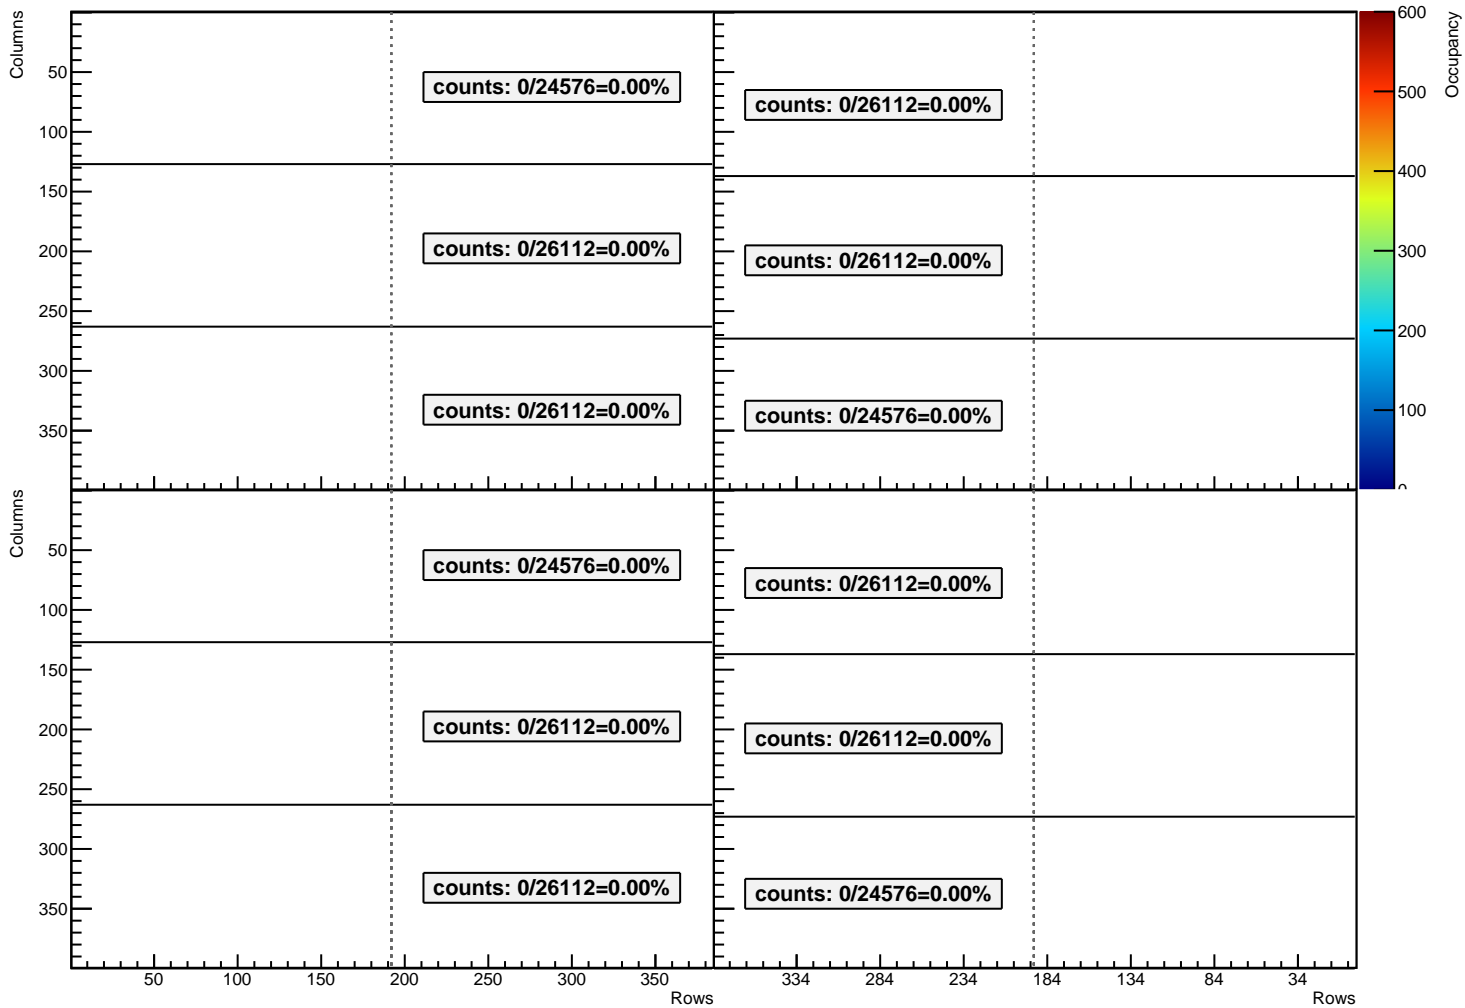 Columns
50
100
150
200
250
300
350
counts: 0/24576=0.00%
counts: 0/26112=0.00%
counts: 0/26112=0.00%
counts: 0/26112=0.00%
counts: 0/26112=0.00%
counts: 0/24576=0.00%
600
500
400
300
200
100
0
Occupancy
Columns
50
100
150
200
250
300
350
counts: 0/24576=0.00%
counts: 0/26112=0.00%
counts: 0/26112=0.00%
counts: 0/26112=0.00%
counts: 0/26112=0.00%
counts: 0/24576=0.00%
50 100 150 200 250 300 350
Rows
334 284 234 184 134 84 34
Rows